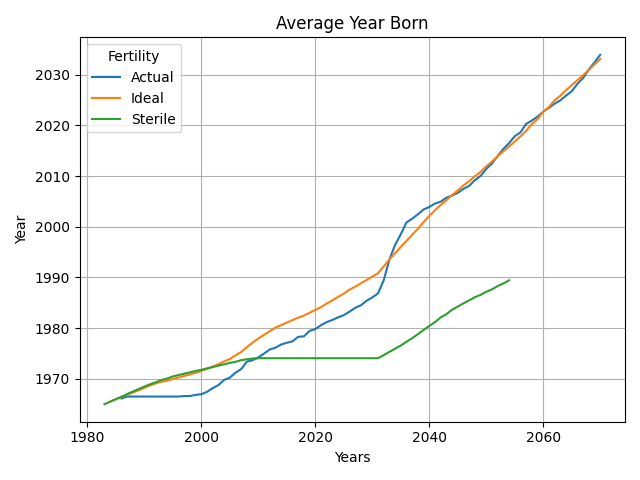 Average Year Born
Fertility
Actual
Ideal
Sterile
2030
2020
2010
2000
1990
1980
1970
Year
1980 2000 2020 2040 2060
Years